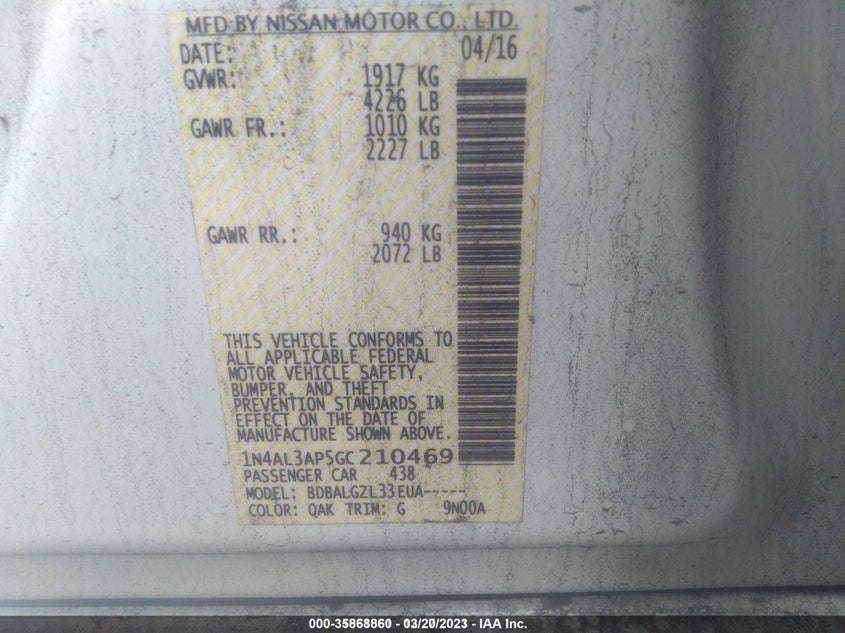 MFD BY NISSAN MOTOR CO., LTD.
DATE: 04/16
GVWR: 1917 KG
4226 LB
GAWR FR.: 1010 KG
2227 LB
GAWR RR.: 940 KG
2072 LB
THIS VEHICLE CONFORMS TO
ALL APPLICABLE FEDERAL
MOTOR VEHICLE SAFETY,
BUMPER, AND THEFT
PREVENTION STANDARDS IN
EFFECT ON THE DATE OF
MANUFACTURE SHOWN ABOVE.
1N4AL3AP5GC210469
PASSENGER CAR 438
MODEL: BDBALGZL33EUA-----
COLOR: QAK TRIM: G 9N00A
000-35868860 - 03/20/2023 - IAA Inc.